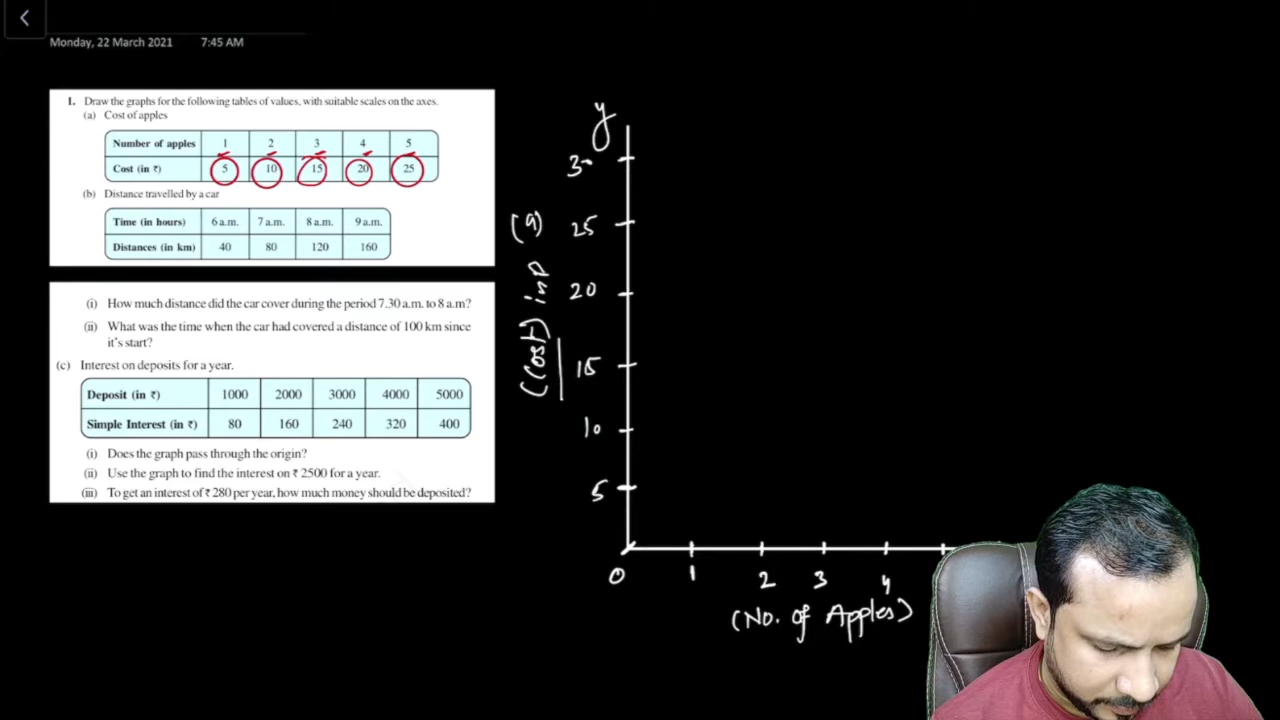 Monday, 22 March 2021 7:45 AM
1. Draw the graphs for the following tables of values, with suitable scales on the axes.
(a) Cost of apples
Number of apples 1 2 3 4 5
Cost (in ₹) 5 10 15 20 25
(b) Distance travelled by a car
Time (in hours) 6 a.m. 7 a.m. 8 a.m. 9 a.m.
Distances (in km) 40 80 120 160
(i) How much distance did the car cover during the period 7.30 a.m. to 8 a.m?
(ii) What was the time when the car had covered a distance of 100 km since
it's start?
(c) Interest on deposits for a year.
Deposit (in ₹) 1000 2000 3000 4000 5000
Simple Interest (in ₹) 80 160 240 320 400
(i) Does the graph pass through the origin?
(ii) Use the graph to find the interest on ₹ 2500 for a year.
(iii) To get an interest of ₹ 280 per year, how much money should be deposited?
y
30
25
20
15
10
5
(Cost) in
0 1 2 3 4
(No. of Apples)